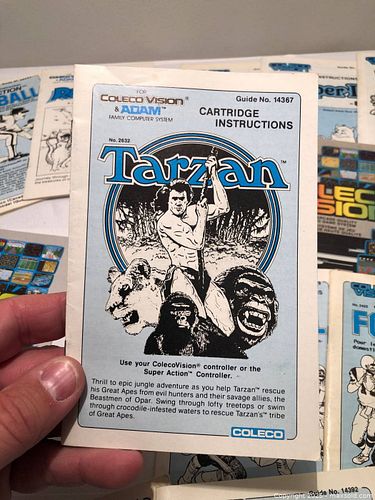 FOR
COLECOVISION®
& ADAM™
FAMILY COMPUTER SYSTEM
Guide No. 14367
CARTRIDGE
INSTRUCTIONS
No. 2632
Tarzan™
Use your ColecoVision® controller or the
Super Action™ Controller.
Thrill to epic jungle adventure as you help Tarzan™ rescue
his Great Apes from evil hunters and their savage allies, the
Beastmen of Opar. Swing through lofty treetops or swim
through crocodile-infested waters to rescue Tarzan's™ tribe
of Great Apes.
COLECO
Guide No. 14392